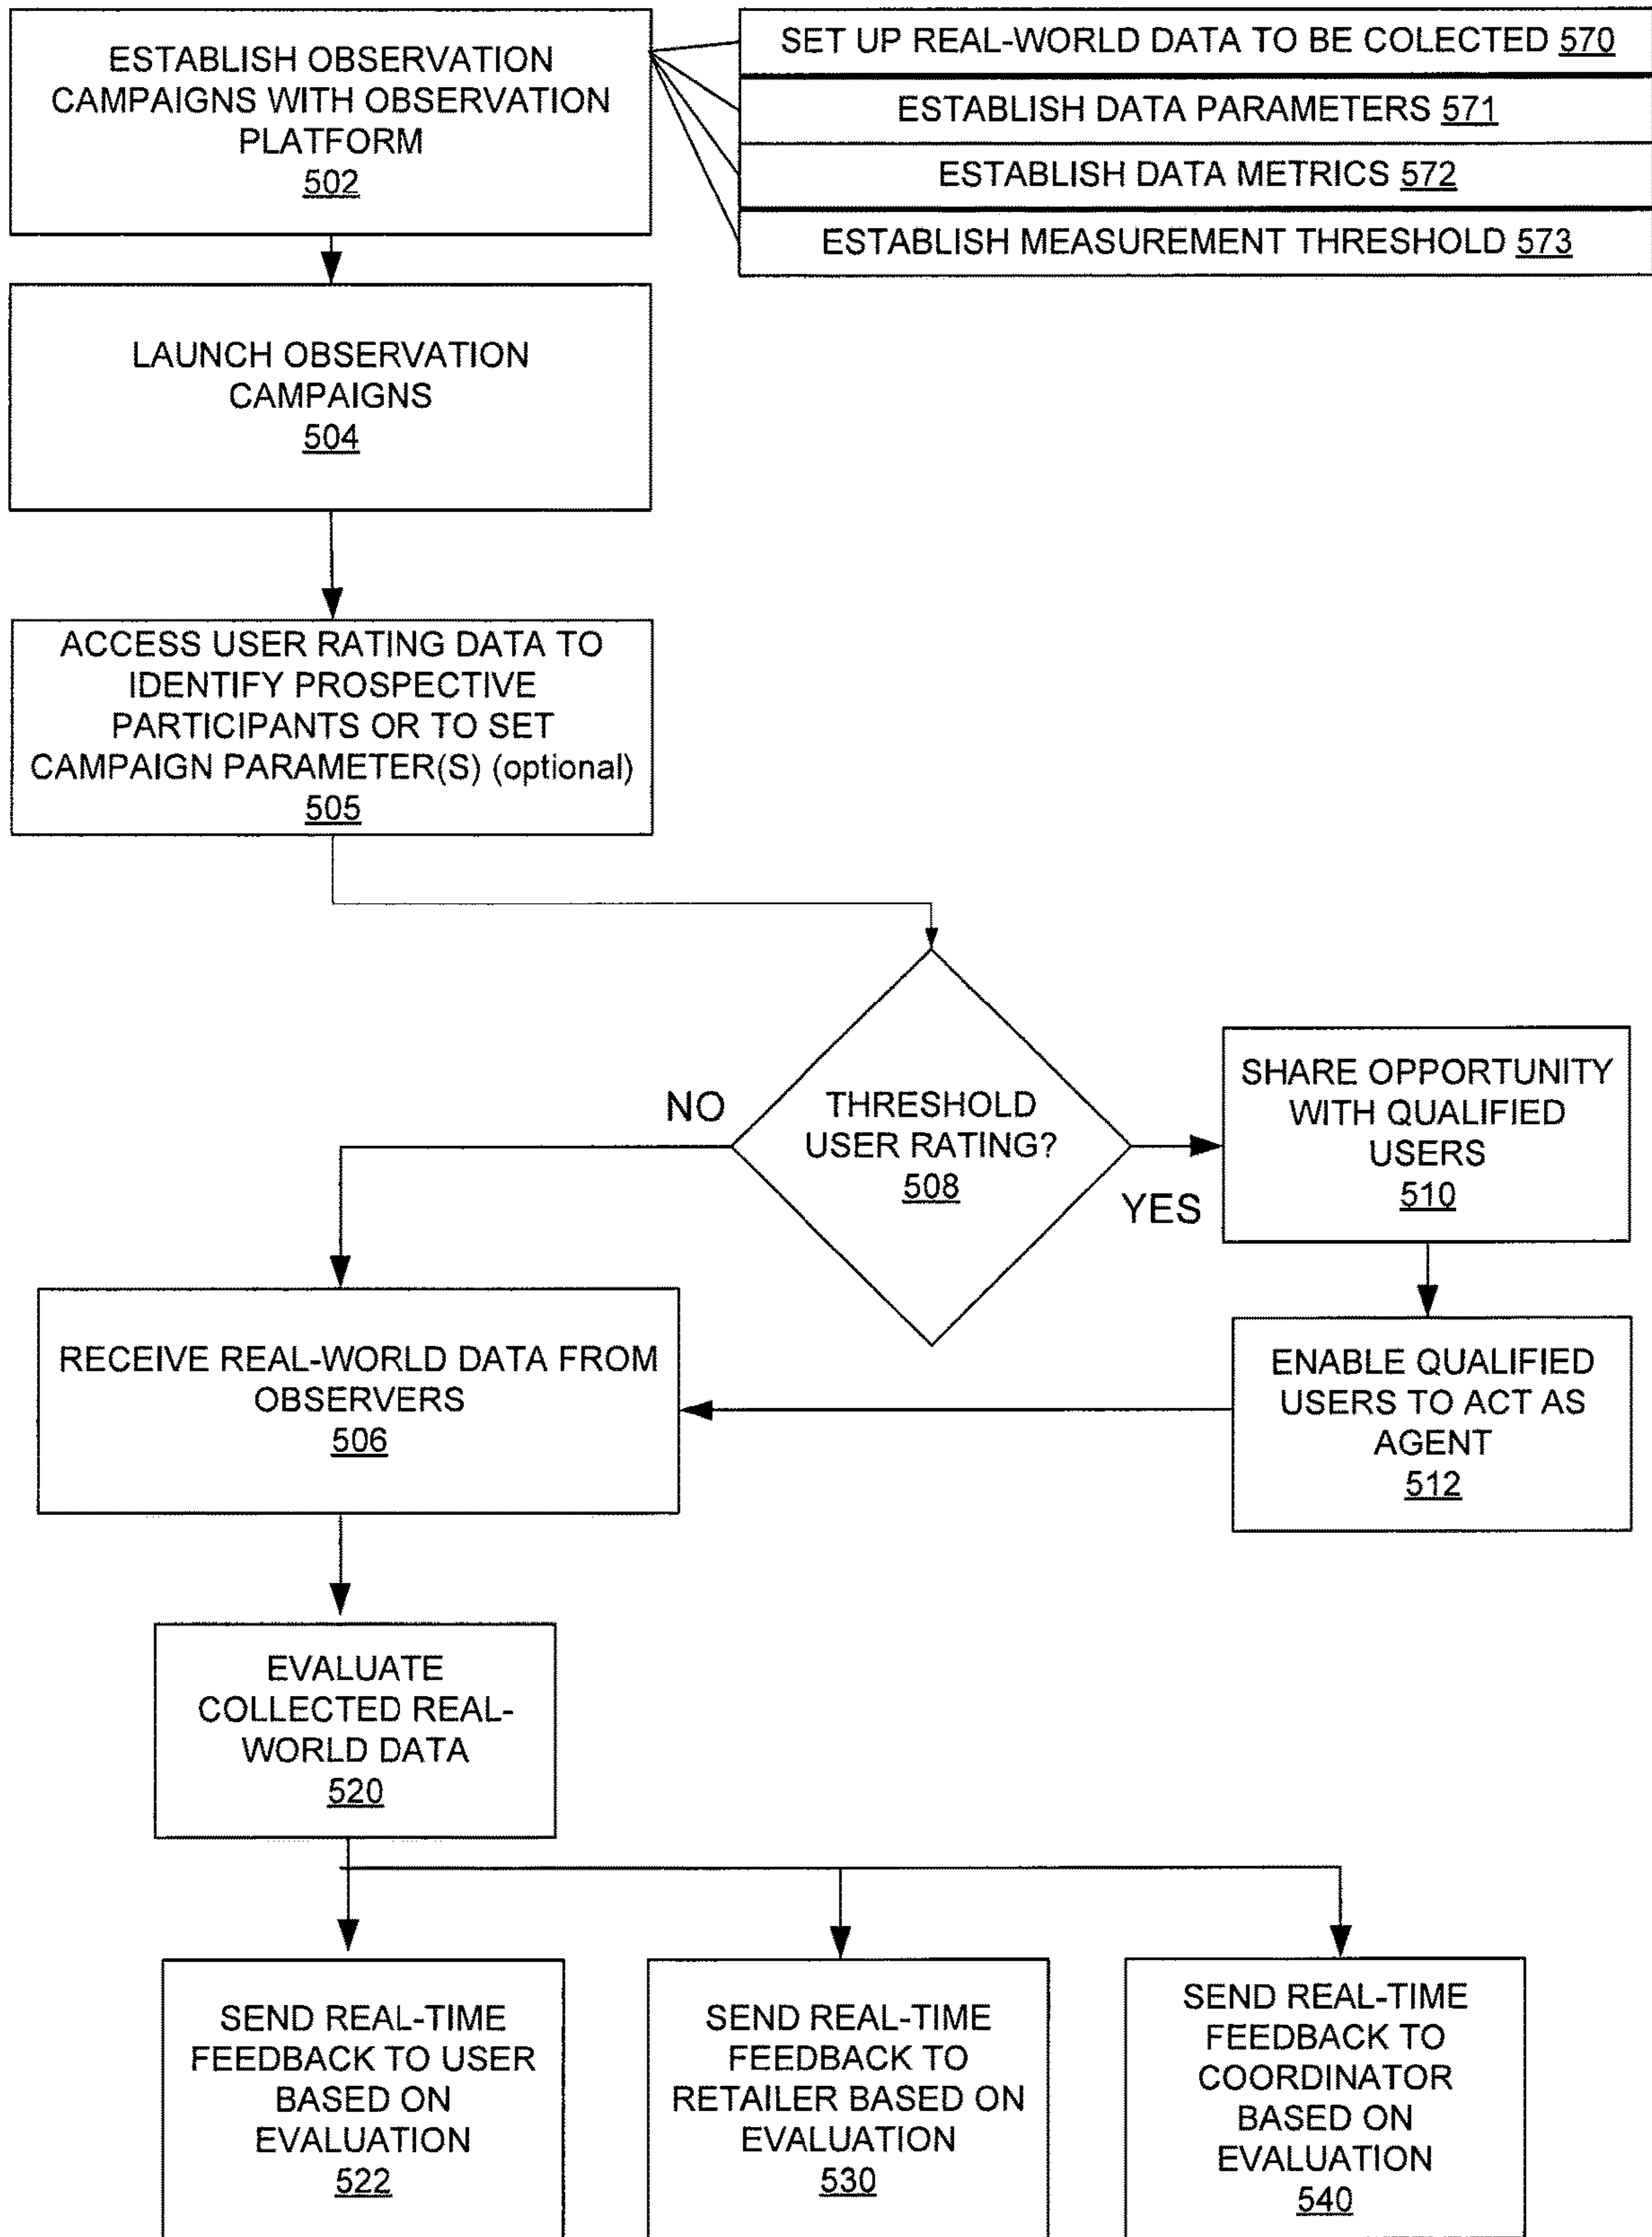 ESTABLISH OBSERVATION
CAMPAIGNS WITH OBSERVATION
PLATFORM
502
SET UP REAL-WORLD DATA TO BE COLECTED 570
ESTABLISH DATA PARAMETERS 571
ESTABLISH DATA METRICS 572
ESTABLISH MEASUREMENT THRESHOLD 573
LAUNCH OBSERVATION
CAMPAIGNS
504
ACCESS USER RATING DATA TO
IDENTIFY PROSPECTIVE
PARTICIPANTS OR TO SET
CAMPAIGN PARAMETER(S) (optional)
505
THRESHOLD
USER RATING?
508
NO
YES
SHARE OPPORTUNITY
WITH QUALIFIED
USERS
510
ENABLE QUALIFIED
USERS TO ACT AS
AGENT
512
RECEIVE REAL-WORLD DATA FROM
OBSERVERS
506
EVALUATE
COLLECTED REAL-
WORLD DATA
520
SEND REAL-TIME
FEEDBACK TO USER
BASED ON
EVALUATION
522
SEND REAL-TIME
FEEDBACK TO
RETAILER BASED ON
EVALUATION
530
SEND REAL-TIME
FEEDBACK TO
COORDINATOR
BASED ON
EVALUATION
540